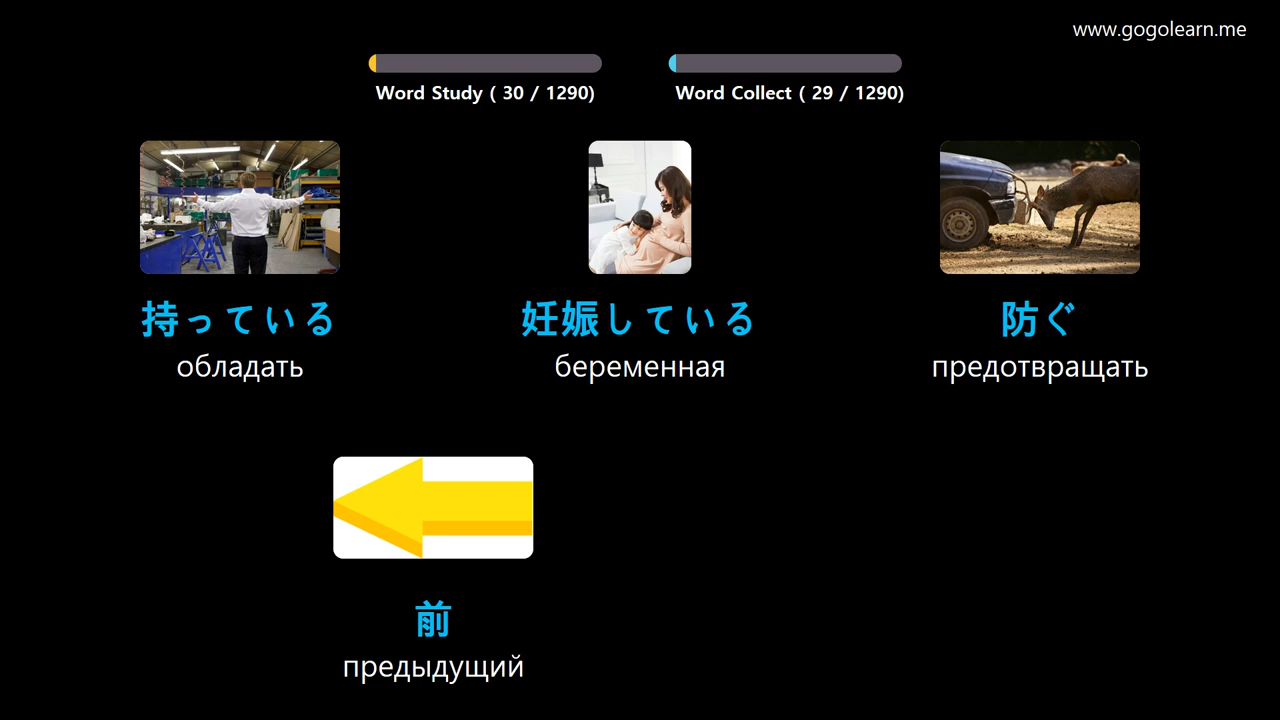 www.gogolearn.me
Word Study ( 30 / 1290)
Word Collect ( 29 / 1290)
持っている
обладать
妊娠している
беременная
防ぐ
предотвращать
前
предыдущий